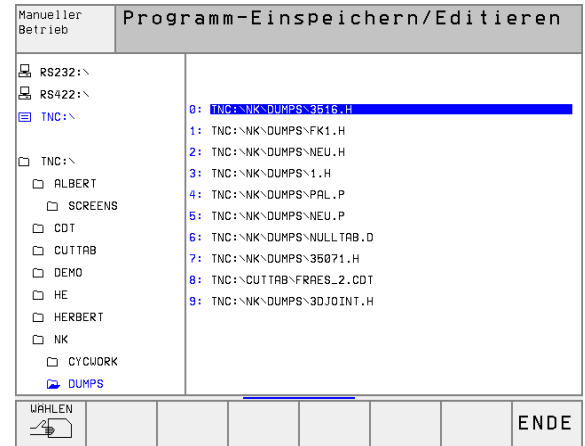 Manueller
Betrieb
Programm-Einspeichern/Editieren
RS232:\
RS422:\
TNC:\
TNC:\
ALBERT
SCREENS
CDT
CUTTAB
DEMO
HE
HERBERT
NK
CYCWORK
DUMPS
0: TNC:\NK\DUMPS\3516.H
1: TNC:\NK\DUMPS\FK1.H
2: TNC:\NK\DUMPS\NEU.H
3: TNC:\NK\DUMPS\1.H
4: TNC:\NK\DUMPS\PAL.P
5: TNC:\NK\DUMPS\NEU.P
6: TNC:\NK\DUMPS\NULLTAB.D
7: TNC:\NK\DUMPS\35071.H
8: TNC:\CUTTAB\FRAES_2.CDT
9: TNC:\NK\DUMPS\3DJOINT.H
WÄHLEN
ENDE